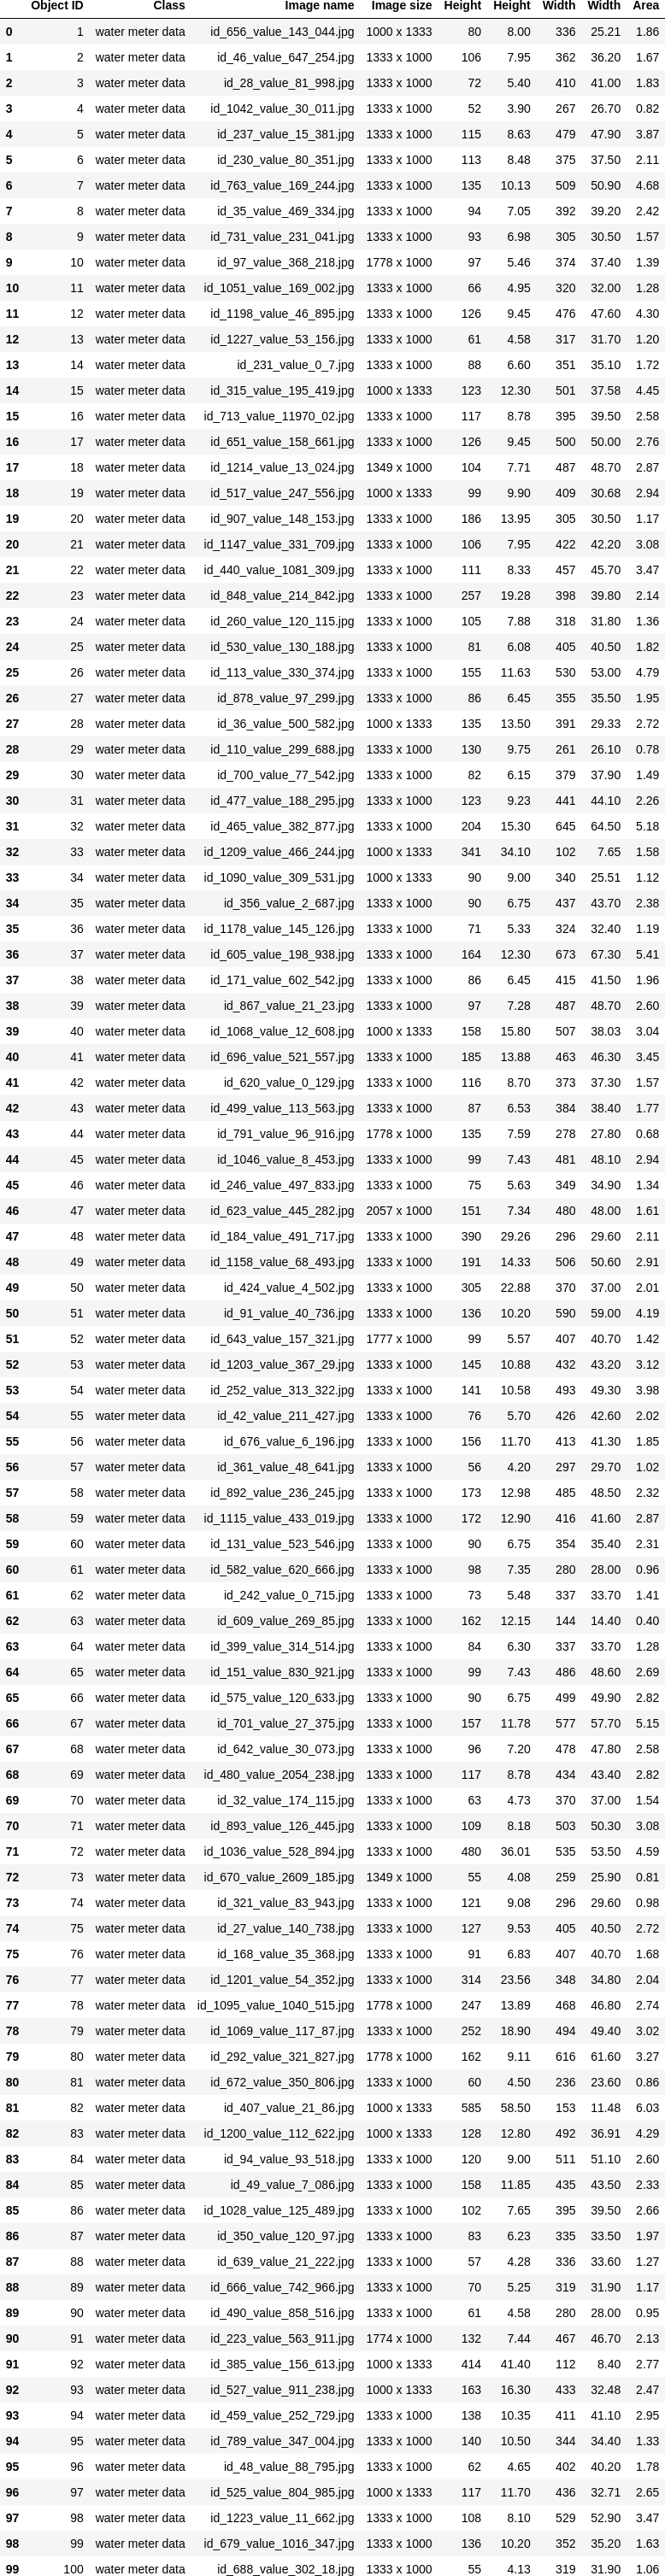 Object ID Class Image name Image size Height Height Width Width Area
0 1 water meter data id_656_value_143_044.jpg 1000 x 1333 80 8.00 336 25.21 1.86
1 2 water meter data id_46_value_647_254.jpg 1333 x 1000 106 7.95 362 36.20 1.67
2 3 water meter data id_28_value_81_998.jpg 1333 x 1000 72 5.40 410 41.00 1.83
3 4 water meter data id_1042_value_30_011.jpg 1333 x 1000 52 3.90 267 26.70 0.82
4 5 water meter data id_237_value_15_381.jpg 1333 x 1000 115 8.63 479 47.90 3.87
5 6 water meter data id_230_value_80_351.jpg 1333 x 1000 113 8.48 375 37.50 2.11
6 7 water meter data id_763_value_169_244.jpg 1333 x 1000 135 10.13 509 50.90 4.68
7 8 water meter data id_35_value_469_334.jpg 1333 x 1000 94 7.05 392 39.20 2.42
8 9 water meter data id_731_value_231_041.jpg 1333 x 1000 93 6.98 305 30.50 1.57
9 10 water meter data id_97_value_368_218.jpg 1778 x 1000 97 5.46 374 37.40 1.39
10 11 water meter data id_1051_value_169_002.jpg 1333 x 1000 66 4.95 320 32.00 1.28
11 12 water meter data id_1198_value_46_895.jpg 1333 x 1000 126 9.45 476 47.60 4.30
12 13 water meter data id_1227_value_53_156.jpg 1333 x 1000 61 4.58 317 31.70 1.20
13 14 water meter data id_231_value_0_7.jpg 1333 x 1000 88 6.60 351 35.10 1.72
14 15 water meter data id_315_value_195_419.jpg 1000 x 1333 123 12.30 501 37.58 4.45
15 16 water meter data id_713_value_11970_02.jpg 1333 x 1000 117 8.78 395 39.50 2.58
16 17 water meter data id_651_value_158_661.jpg 1333 x 1000 126 9.45 500 50.00 2.76
17 18 water meter data id_1214_value_13_024.jpg 1349 x 1000 104 7.71 487 48.70 2.87
18 19 water meter data id_517_value_247_556.jpg 1000 x 1333 99 9.90 409 30.68 2.94
19 20 water meter data id_907_value_148_153.jpg 1333 x 1000 186 13.95 305 30.50 1.17
20 21 water meter data id_1147_value_331_709.jpg 1333 x 1000 106 7.95 422 42.20 3.08
21 22 water meter data id_440_value_1081_309.jpg 1333 x 1000 111 8.33 457 45.70 3.47
22 23 water meter data id_848_value_214_842.jpg 1333 x 1000 257 19.28 398 39.80 2.14
23 24 water meter data id_260_value_120_115.jpg 1333 x 1000 105 7.88 318 31.80 1.36
24 25 water meter data id_530_value_130_188.jpg 1333 x 1000 81 6.08 405 40.50 1.82
25 26 water meter data id_113_value_330_374.jpg 1333 x 1000 155 11.63 530 53.00 4.79
26 27 water meter data id_878_value_97_299.jpg 1333 x 1000 86 6.45 355 35.50 1.95
27 28 water meter data id_36_value_500_582.jpg 1000 x 1333 135 13.50 391 29.33 2.72
28 29 water meter data id_110_value_299_688.jpg 1333 x 1000 130 9.75 261 26.10 0.78
29 30 water meter data id_700_value_77_542.jpg 1333 x 1000 82 6.15 379 37.90 1.49
30 31 water meter data id_477_value_188_295.jpg 1333 x 1000 123 9.23 441 44.10 2.26
31 32 water meter data id_465_value_382_877.jpg 1333 x 1000 204 15.30 645 64.50 5.18
32 33 water meter data id_1209_value_466_244.jpg 1000 x 1333 341 34.10 102 7.65 1.58
33 34 water meter data id_1090_value_309_531.jpg 1000 x 1333 90 9.00 340 25.51 1.12
34 35 water meter data id_356_value_2_687.jpg 1333 x 1000 90 6.75 437 43.70 2.38
35 36 water meter data id_1178_value_145_126.jpg 1333 x 1000 71 5.33 324 32.40 1.19
36 37 water meter data id_605_value_198_938.jpg 1333 x 1000 164 12.30 673 67.30 5.41
37 38 water meter data id_171_value_602_542.jpg 1333 x 1000 86 6.45 415 41.50 1.96
38 39 water meter data id_867_value_21_23.jpg 1333 x 1000 97 7.28 487 48.70 2.60
39 40 water meter data id_1068_value_12_608.jpg 1000 x 1333 158 15.80 507 38.03 3.04
40 41 water meter data id_696_value_521_557.jpg 1333 x 1000 185 13.88 463 46.30 3.45
41 42 water meter data id_620_value_0_129.jpg 1333 x 1000 116 8.70 373 37.30 1.57
42 43 water meter data id_499_value_113_563.jpg 1333 x 1000 87 6.53 384 38.40 1.77
43 44 water meter data id_791_value_96_916.jpg 1778 x 1000 135 7.59 278 27.80 0.68
44 45 water meter data id_1046_value_8_453.jpg 1333 x 1000 99 7.43 481 48.10 2.94
45 46 water meter data id_246_value_497_833.jpg 1333 x 1000 75 5.63 349 34.90 1.34
46 47 water meter data id_623_value_445_282.jpg 2057 x 1000 151 7.34 480 48.00 1.61
47 48 water meter data id_184_value_491_717.jpg 1333 x 1000 390 29.26 296 29.60 2.11
48 49 water meter data id_1158_value_68_493.jpg 1333 x 1000 191 14.33 506 50.60 2.91
49 50 water meter data id_424_value_4_502.jpg 1333 x 1000 305 22.88 370 37.00 2.01
50 51 water meter data id_91_value_40_736.jpg 1333 x 1000 136 10.20 590 59.00 4.19
51 52 water meter data id_643_value_157_321.jpg 1777 x 1000 99 5.57 407 40.70 1.42
52 53 water meter data id_1203_value_367_29.jpg 1333 x 1000 145 10.88 432 43.20 3.12
53 54 water meter data id_252_value_313_322.jpg 1333 x 1000 141 10.58 493 49.30 3.98
54 55 water meter data id_42_value_211_427.jpg 1333 x 1000 76 5.70 426 42.60 2.02
55 56 water meter data id_676_value_6_196.jpg 1333 x 1000 156 11.70 413 41.30 1.85
56 57 water meter data id_361_value_48_641.jpg 1333 x 1000 56 4.20 297 29.70 1.02
57 58 water meter data id_892_value_236_245.jpg 1333 x 1000 173 12.98 485 48.50 2.32
58 59 water meter data id_1115_value_433_019.jpg 1333 x 1000 172 12.90 416 41.60 2.87
59 60 water meter data id_131_value_523_546.jpg 1333 x 1000 90 6.75 354 35.40 2.31
60 61 water meter data id_582_value_620_666.jpg 1333 x 1000 98 7.35 280 28.00 0.96
61 62 water meter data id_242_value_0_715.jpg 1333 x 1000 73 5.48 337 33.70 1.41
62 63 water meter data id_609_value_269_85.jpg 1333 x 1000 162 12.15 144 14.40 0.40
63 64 water meter data id_399_value_314_514.jpg 1333 x 1000 84 6.30 337 33.70 1.28
64 65 water meter data id_151_value_830_921.jpg 1333 x 1000 99 7.43 486 48.60 2.69
65 66 water meter data id_575_value_120_633.jpg 1333 x 1000 90 6.75 499 49.90 2.82
66 67 water meter data id_701_value_27_375.jpg 1333 x 1000 157 11.78 577 57.70 5.15
67 68 water meter data id_642_value_30_073.jpg 1333 x 1000 96 7.20 478 47.80 2.58
68 69 water meter data id_480_value_2054_238.jpg 1333 x 1000 117 8.78 434 43.40 2.82
69 70 water meter data id_32_value_174_115.jpg 1333 x 1000 63 4.73 370 37.00 1.54
70 71 water meter data id_893_value_126_445.jpg 1333 x 1000 109 8.18 503 50.30 3.08
71 72 water meter data id_1036_value_528_894.jpg 1333 x 1000 480 36.01 535 53.50 4.59
72 73 water meter data id_670_value_2609_185.jpg 1349 x 1000 55 4.08 259 25.90 0.81
73 74 water meter data id_321_value_83_943.jpg 1333 x 1000 121 9.08 296 29.60 0.98
74 75 water meter data id_27_value_140_738.jpg 1333 x 1000 127 9.53 405 40.50 2.72
75 76 water meter data id_168_value_35_368.jpg 1333 x 1000 91 6.83 407 40.70 1.68
76 77 water meter data id_1201_value_54_352.jpg 1333 x 1000 314 23.56 348 34.80 2.04
77 78 water meter data id_1095_value_1040_515.jpg 1778 x 1000 247 13.89 468 46.80 2.74
78 79 water meter data id_1069_value_117_87.jpg 1333 x 1000 252 18.90 494 49.40 3.02
79 80 water meter data id_292_value_321_827.jpg 1778 x 1000 162 9.11 616 61.60 3.27
80 81 water meter data id_672_value_350_806.jpg 1333 x 1000 60 4.50 236 23.60 0.86
81 82 water meter data id_407_value_21_86.jpg 1000 x 1333 585 58.50 153 11.48 6.03
82 83 water meter data id_1200_value_112_622.jpg 1000 x 1333 128 12.80 492 36.91 4.29
83 84 water meter data id_94_value_93_518.jpg 1333 x 1000 120 9.00 511 51.10 2.60
84 85 water meter data id_49_value_7_086.jpg 1333 x 1000 158 11.85 435 43.50 2.33
85 86 water meter data id_1028_value_125_489.jpg 1333 x 1000 102 7.65 395 39.50 2.66
86 87 water meter data id_350_value_120_97.jpg 1333 x 1000 83 6.23 335 33.50 1.97
87 88 water meter data id_639_value_21_222.jpg 1333 x 1000 57 4.28 336 33.60 1.27
88 89 water meter data id_666_value_742_966.jpg 1333 x 1000 70 5.25 319 31.90 1.17
89 90 water meter data id_490_value_858_516.jpg 1333 x 1000 61 4.58 280 28.00 0.95
90 91 water meter data id_223_value_563_911.jpg 1774 x 1000 132 7.44 467 46.70 2.13
91 92 water meter data id_385_value_156_613.jpg 1000 x 1333 414 41.40 112 8.40 2.77
92 93 water meter data id_527_value_911_238.jpg 1000 x 1333 163 16.30 433 32.48 2.47
93 94 water meter data id_459_value_252_729.jpg 1333 x 1000 138 10.35 411 41.10 2.95
94 95 water meter data id_789_value_347_004.jpg 1333 x 1000 140 10.50 344 34.40 1.33
95 96 water meter data id_48_value_88_795.jpg 1333 x 1000 62 4.65 402 40.20 1.78
96 97 water meter data id_525_value_804_985.jpg 1000 x 1333 117 11.70 436 32.71 2.65
97 98 water meter data id_1223_value_11_662.jpg 1333 x 1000 108 8.10 529 52.90 3.47
98 99 water meter data id_679_value_1016_347.jpg 1333 x 1000 136 10.20 352 35.20 1.63
99 100 water meter data id_688_value_302_18.jpg 1333 x 1000 55 4.13 319 31.90 1.06